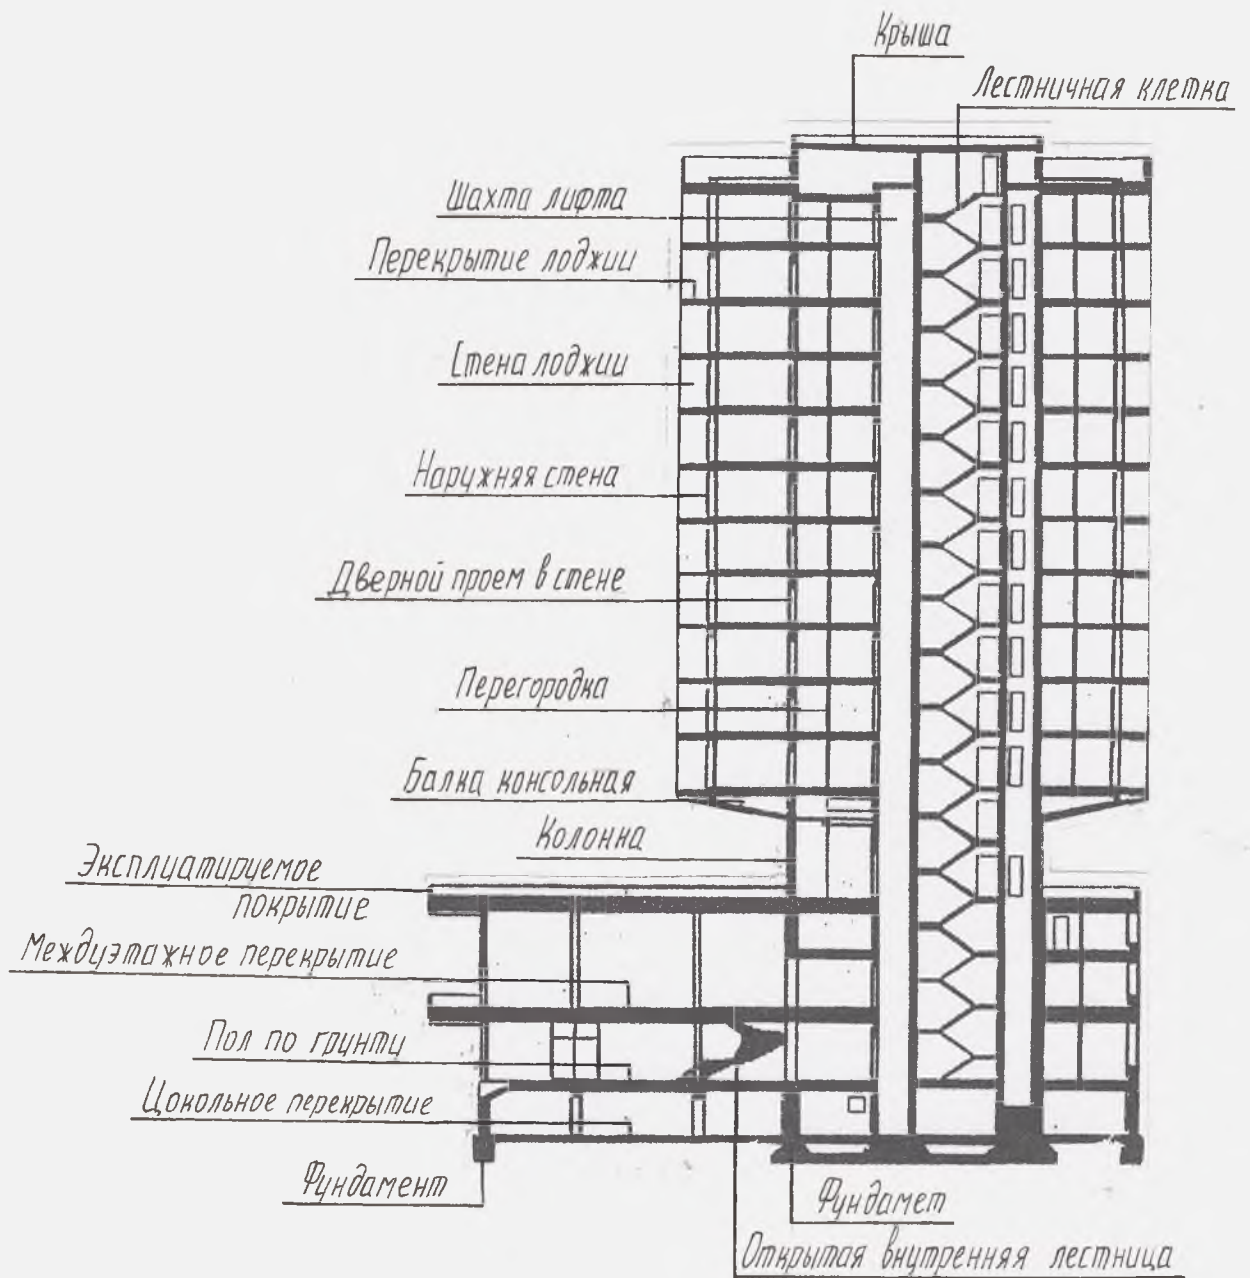 Крыша
Лестничная клетка
Шахта лифта
Перекрытие лоджии
Стена лоджии
Наружняя стена
Дверной проем в стене
Перегородка
Балка консольная
Колонна
Эксплуатируемое
покрытие
Междуэтажное перекрытие
Пол по грунту
Цокольное перекрытие
Фундамент
Фундамет
Открытая внутренняя лестница